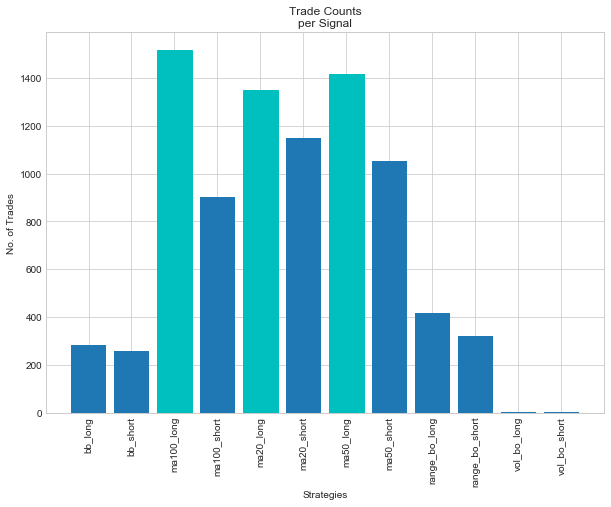 Trade Counts
per Signal
No. of Trades
1400
1200
1000
800
600
400
200
0
bb_long
bb_short
ma100_long
ma100_short
ma20_long
ma20_short
ma50_long
ma50_short
range_bo_long
range_bo_short
vol_bo_long
vol_bo_short
Strategies